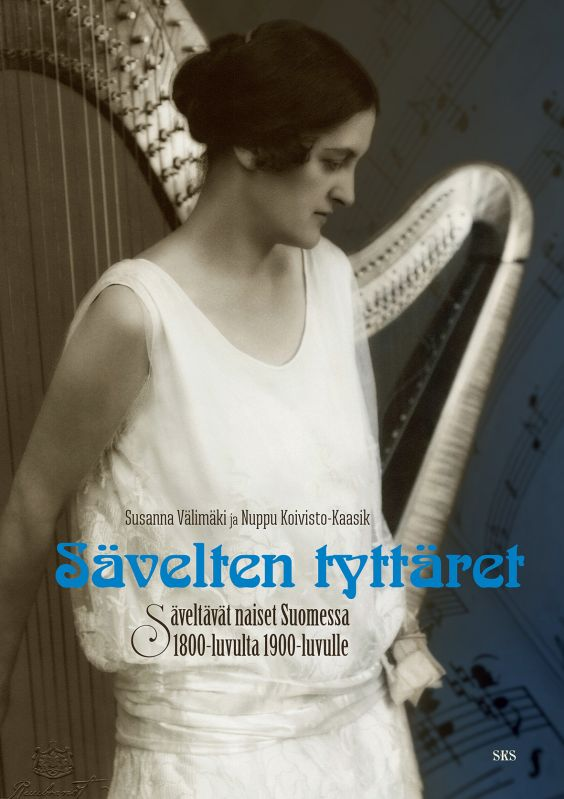 Susanna Välimäki ja Nuppu Koivisto-Kaasik
Sävelten tyttäret
Säveltävät naiset Suomessa
1800-luvulta 1900-luvulle
SKS